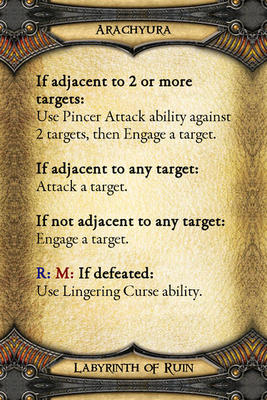 Arachyura
If adjacent to 2 or more
targets:
Use Pincer Attack ability against
2 targets, then Engage a target.
If adjacent to any target:
Attack a target.
If not adjacent to any target:
Engage a target.
R: M: If defeated:
Use Lingering Curse ability.
Labyrinth of Ruin